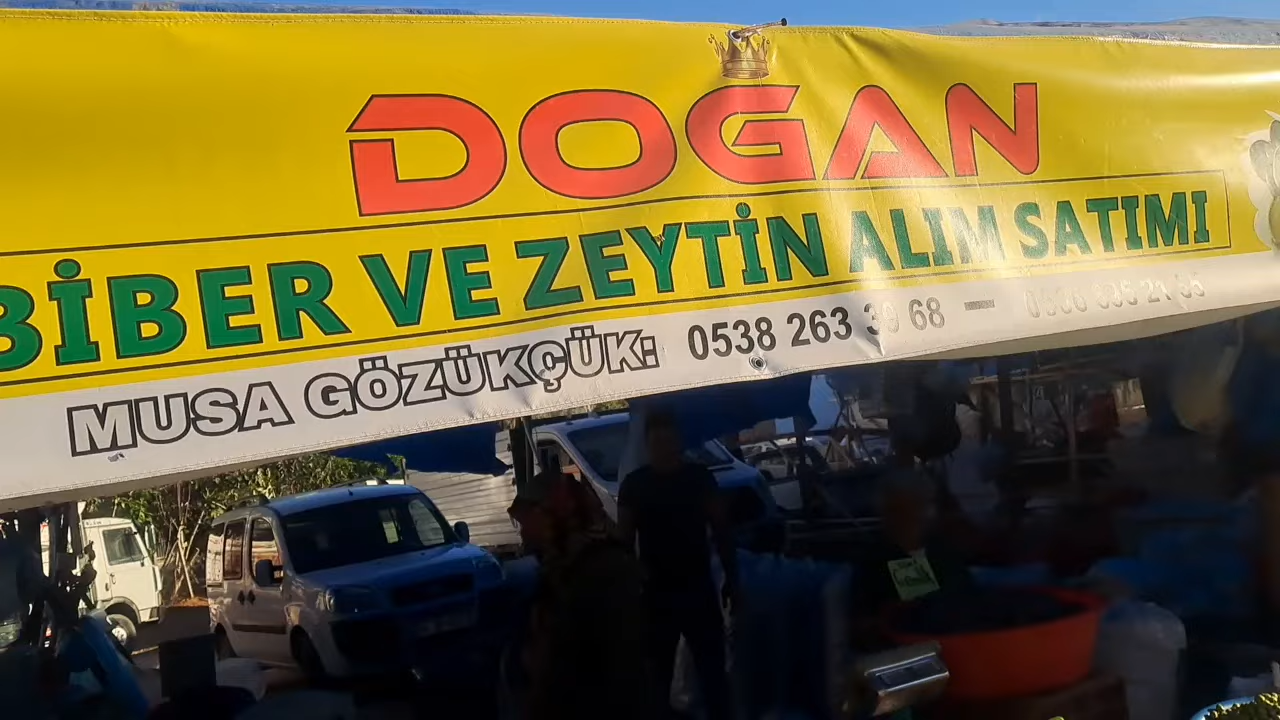 DOGAN
BİBER VE ZEYTİN ALIM SATIMI
MUSA GÖZÜKÇÜK: 0538 263 39 68 —